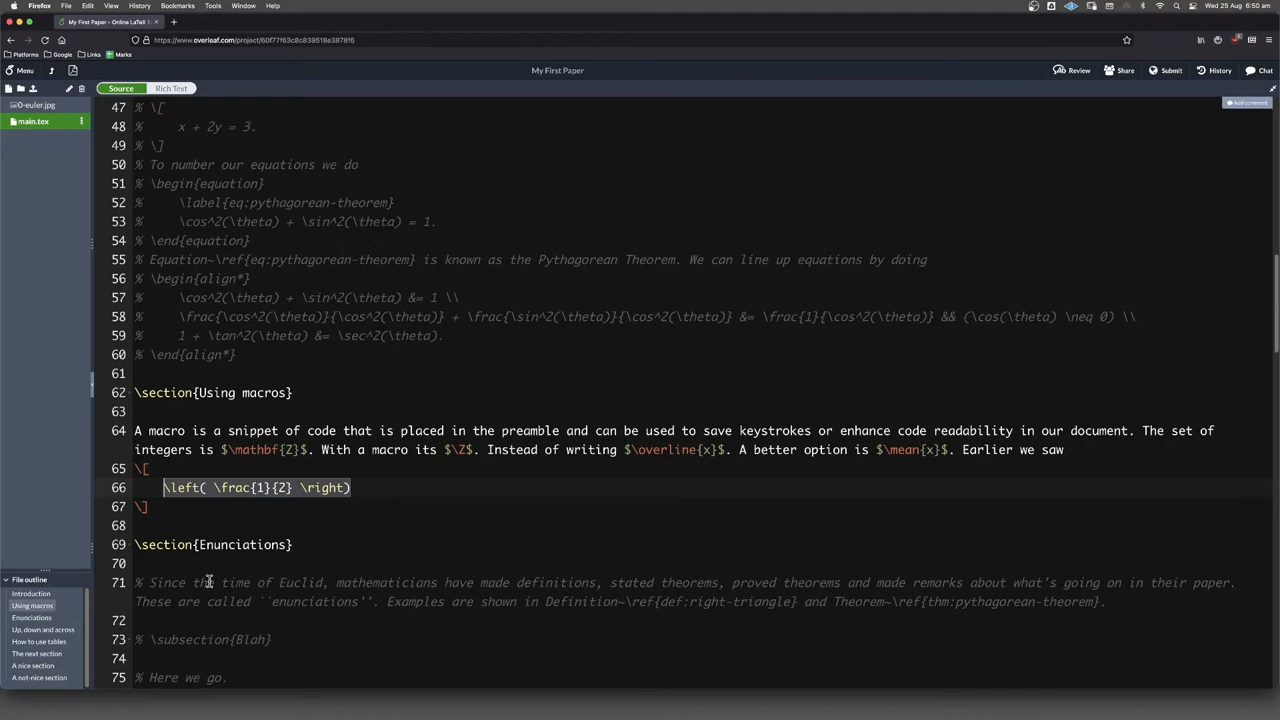 Firefox File Edit View History Bookmarks Tools Window Help Wed 25 Aug 6:50 am
My First Paper - Online LaTeX E
https://www.overleaf.com/project/60f77f63c8c839518e3878f6
Platforms Google Links Marks
Menu My First Paper Review Share Submit History Chat
Source Rich Text
0-euler.jpg
main.tex
Add comment
47 % \[
48 % x + 2y = 3.
49 % \]
50 % To number our equations we do
51 % \begin{equation}
52 % \label{eq:pythagorean-theorem}
53 % \cos^2(\theta) + \sin^2(\theta) = 1.
54 % \end{equation}
55 % Equation~\ref{eq:pythagorean-theorem} is known as the Pythagorean Theorem. We can line up equations by doing
56 % \begin{align*}
57 % \cos^2(\theta) + \sin^2(\theta) &= 1 \\
58 % \frac{\cos^2(\theta)}{\cos^2(\theta)} + \frac{\sin^2(\theta)}{\cos^2(\theta)} &= \frac{1}{\cos^2(\theta)} && (\cos(\theta) \neq 0) \\
59 % 1 + \tan^2(\theta) &= \sec^2(\theta).
60 % \end{align*}
61
62 \section{Using macros}
63
64 A macro is a snippet of code that is placed in the preamble and can be used to save keystrokes or enhance code readability in our document. The set of
integers is $\mathbf{Z}$. With a macro its $\Z$. Instead of writing $\overline{x}$. A better option is $\mean{x}$. Earlier we saw
65 \[
66 \left( \frac{1}{2} \right)
67 \]
68
69 \section{Enunciations}
70
71 % Since the time of Euclid, mathematicians have made definitions, stated theorems, proved theorems and made remarks about what's going on in their paper.
These are called ``enunciations''. Examples are shown in Definition~\ref{def:right-triangle} and Theorem~\ref{thm:pythagorean-theorem}.
72
73 % \subsection{Blah}
74
75 % Here we go.
File outline
Introduction
Using macros
Enunciations
Up, down and across
How to use tables
The next section
A nice section
A not-nice section